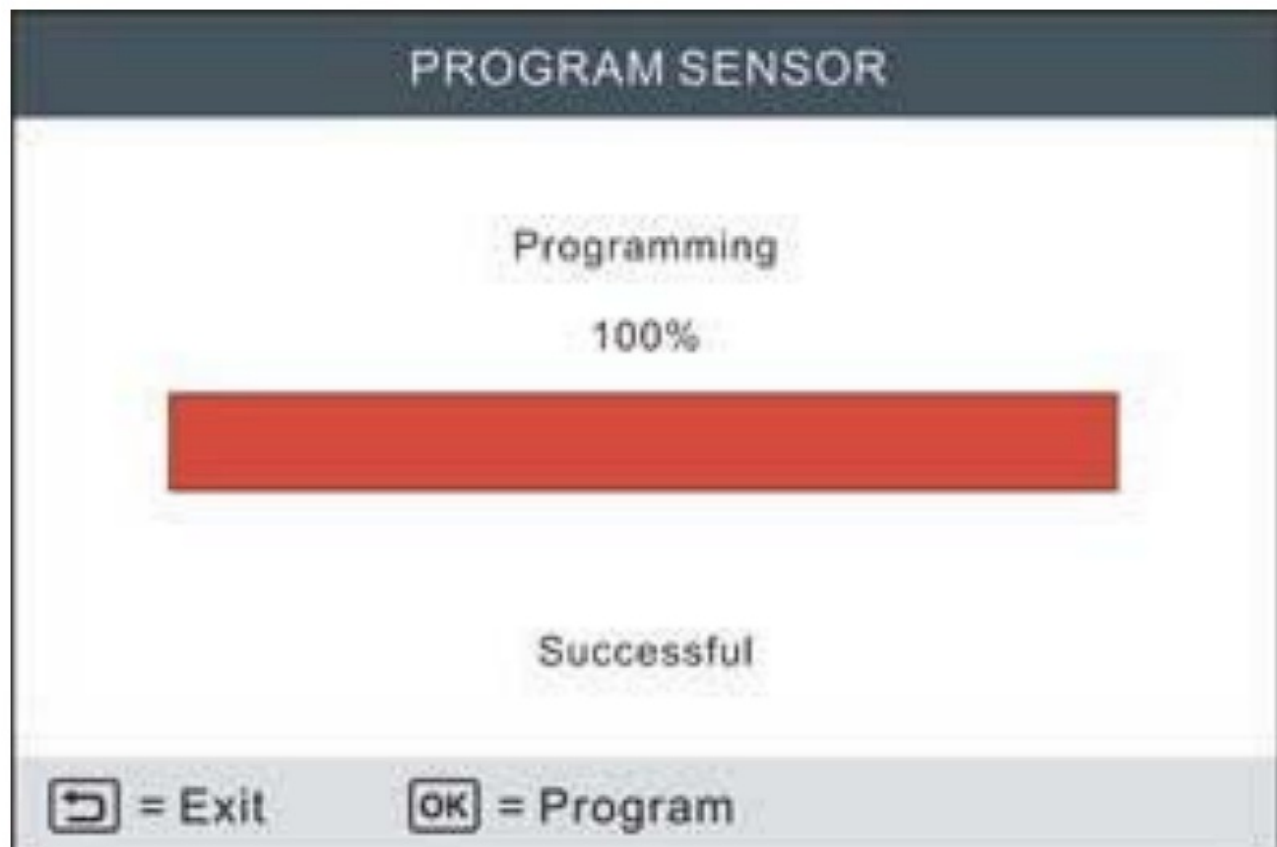 PROGRAM SENSOR
Programming
100%
Successful
= Exit OK = Program